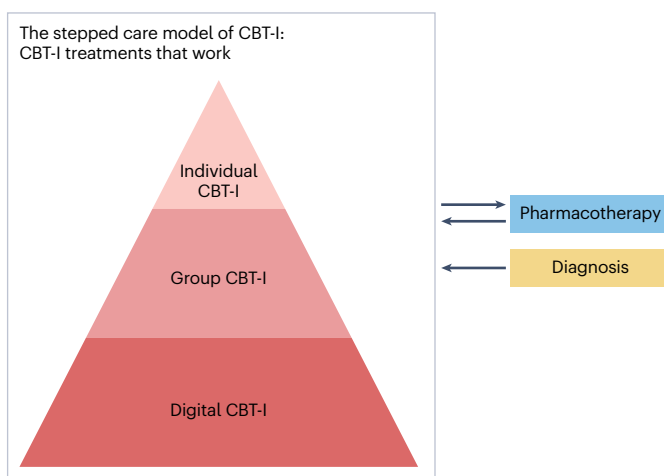 The stepped care model of CBT-I:
CBT-I treatments that work
Individual
CBT-I
Group CBT-I
Digital CBT-I
Pharmacotherapy
Diagnosis